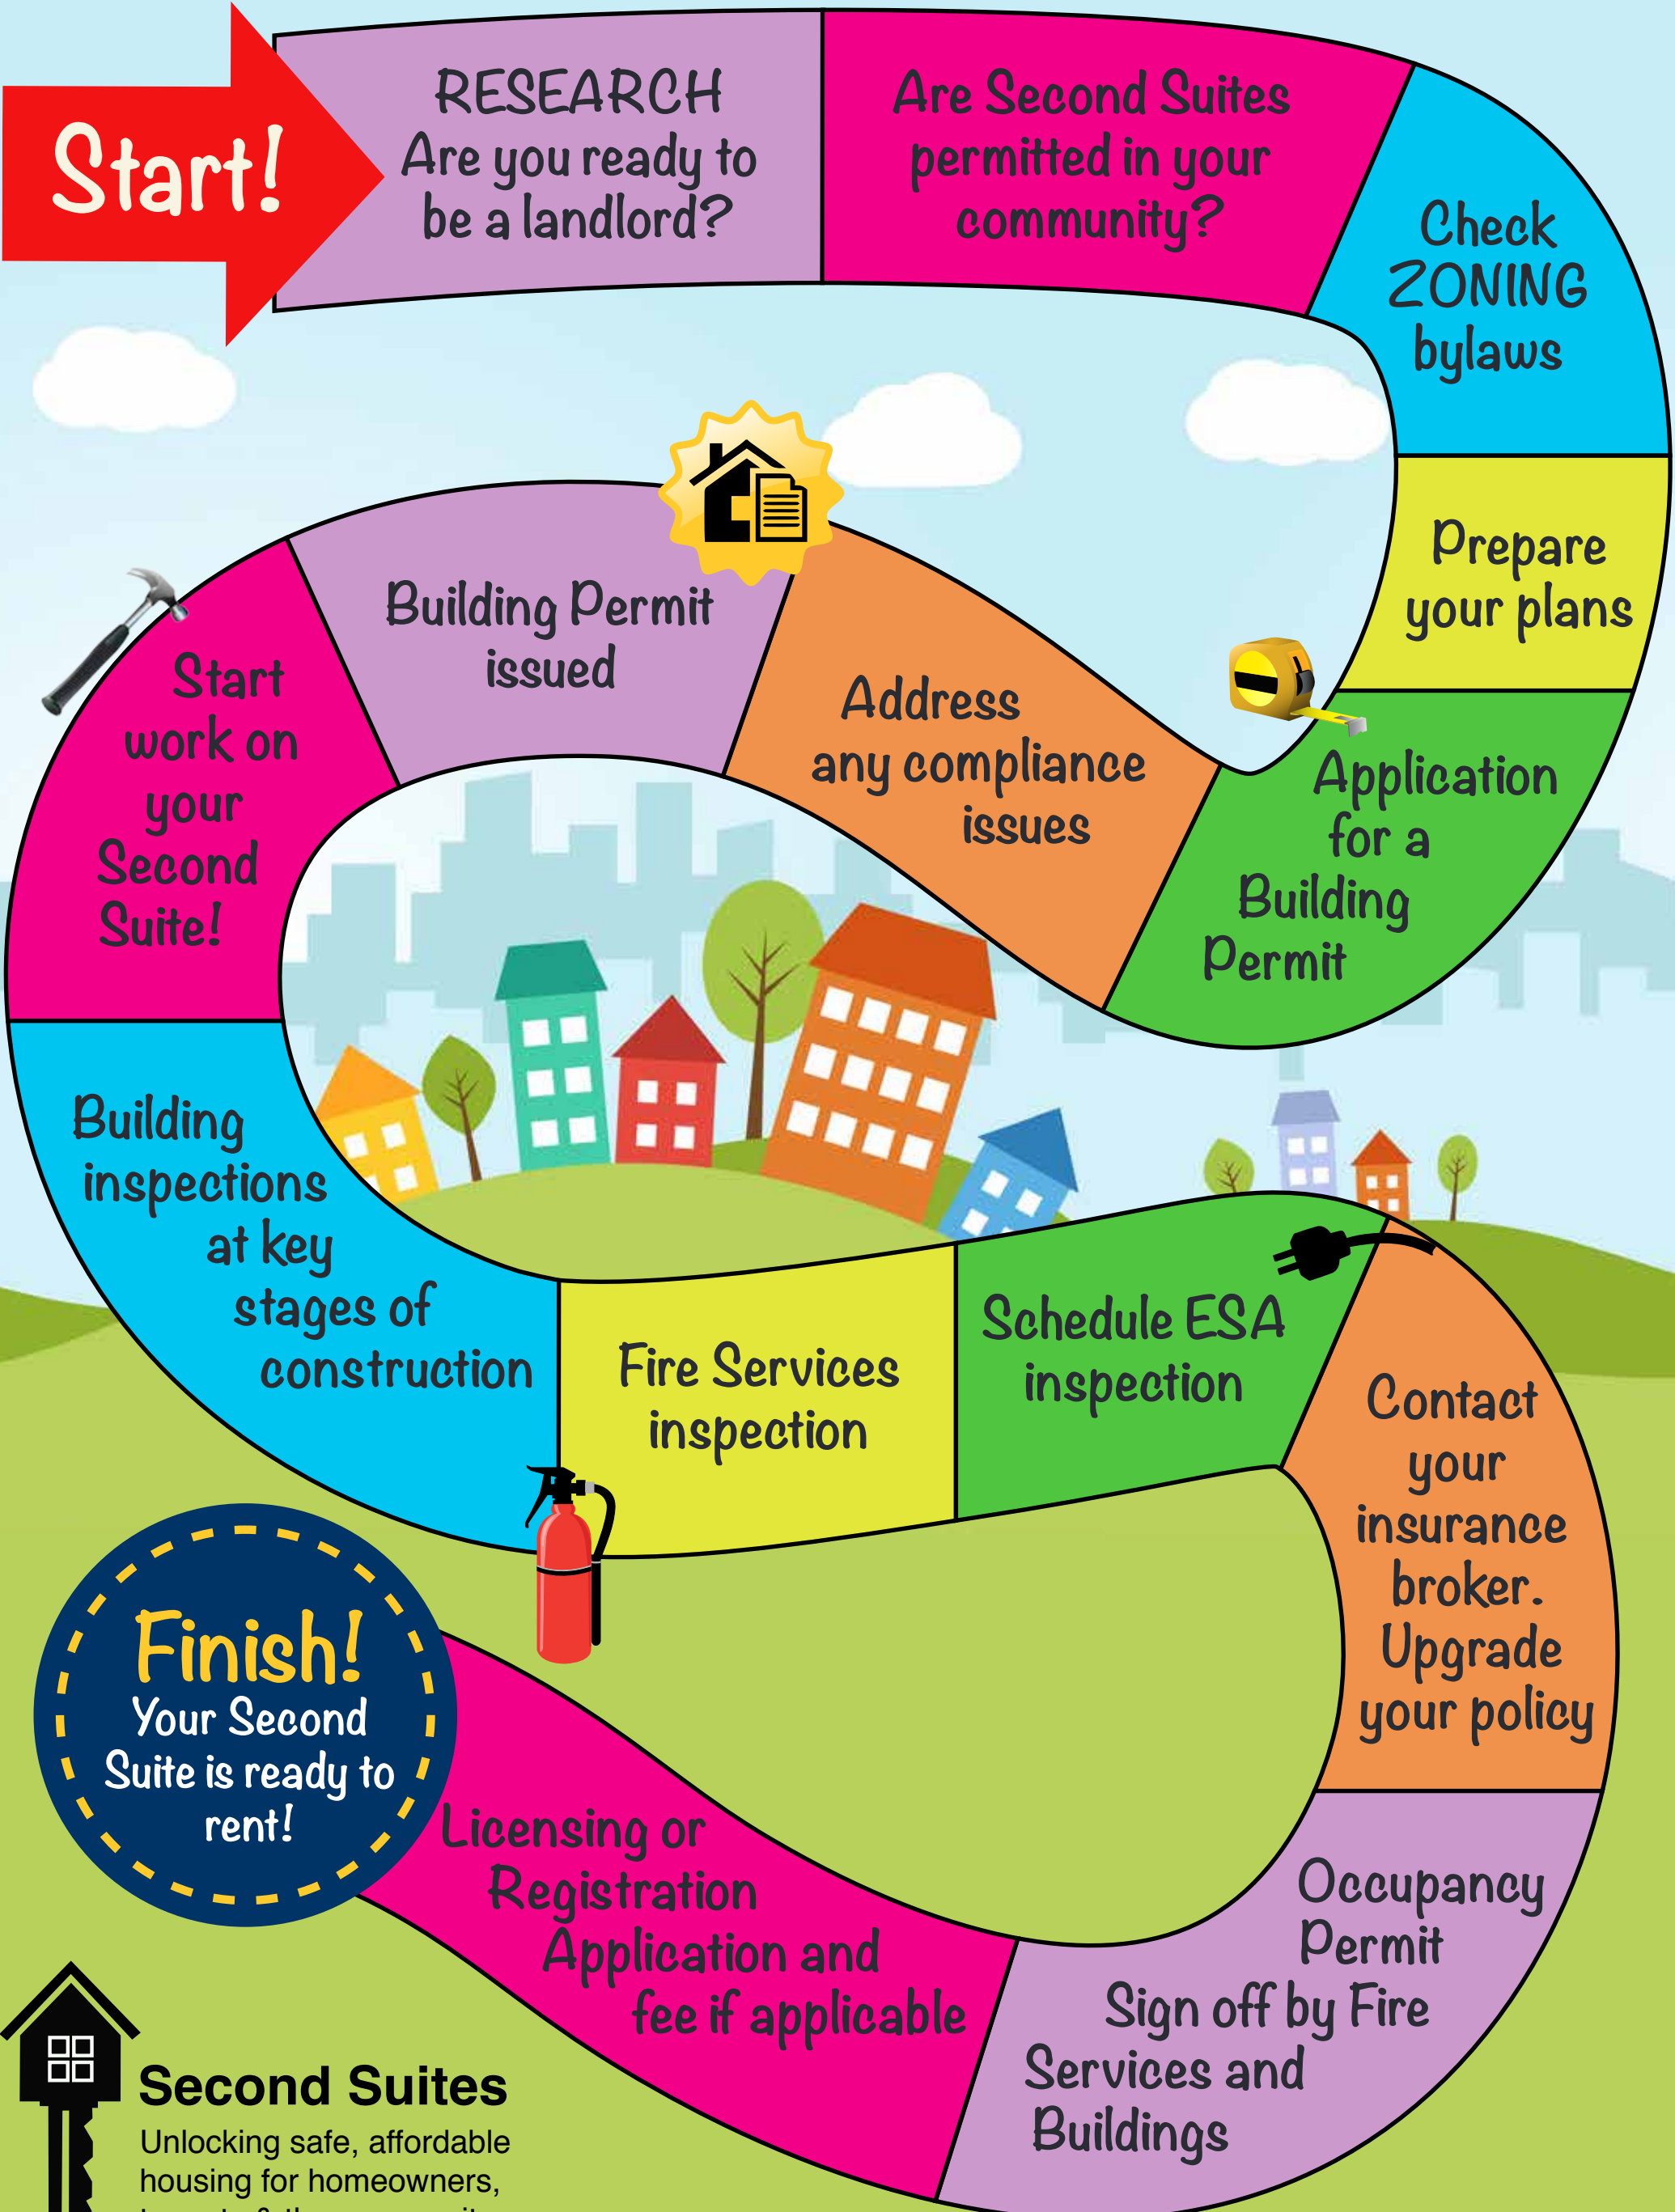 Start!
RESEARCH
Are you ready to
be a landlord?
Are Second Suites
permitted in your
community?
Check
ZONING
bylaws
Prepare
your plans
Application
for a
Building
Permit
Address
any compliance
issues
Building Permit
issued
Start
work on
your
Second
Suite!
Building
inspections
at key
stages of
construction
Fire Services
inspection
Schedule ESA
inspection
Contact
your
insurance
broker.
Upgrade
your policy
Occupancy
Permit
Sign off by Fire
Services and
Buildings
Licensing or
Registration
Application and
fee if applicable
Finish!
Your Second
Suite is ready to
rent!
Second Suites
Unlocking safe, affordable
housing for homeowners,